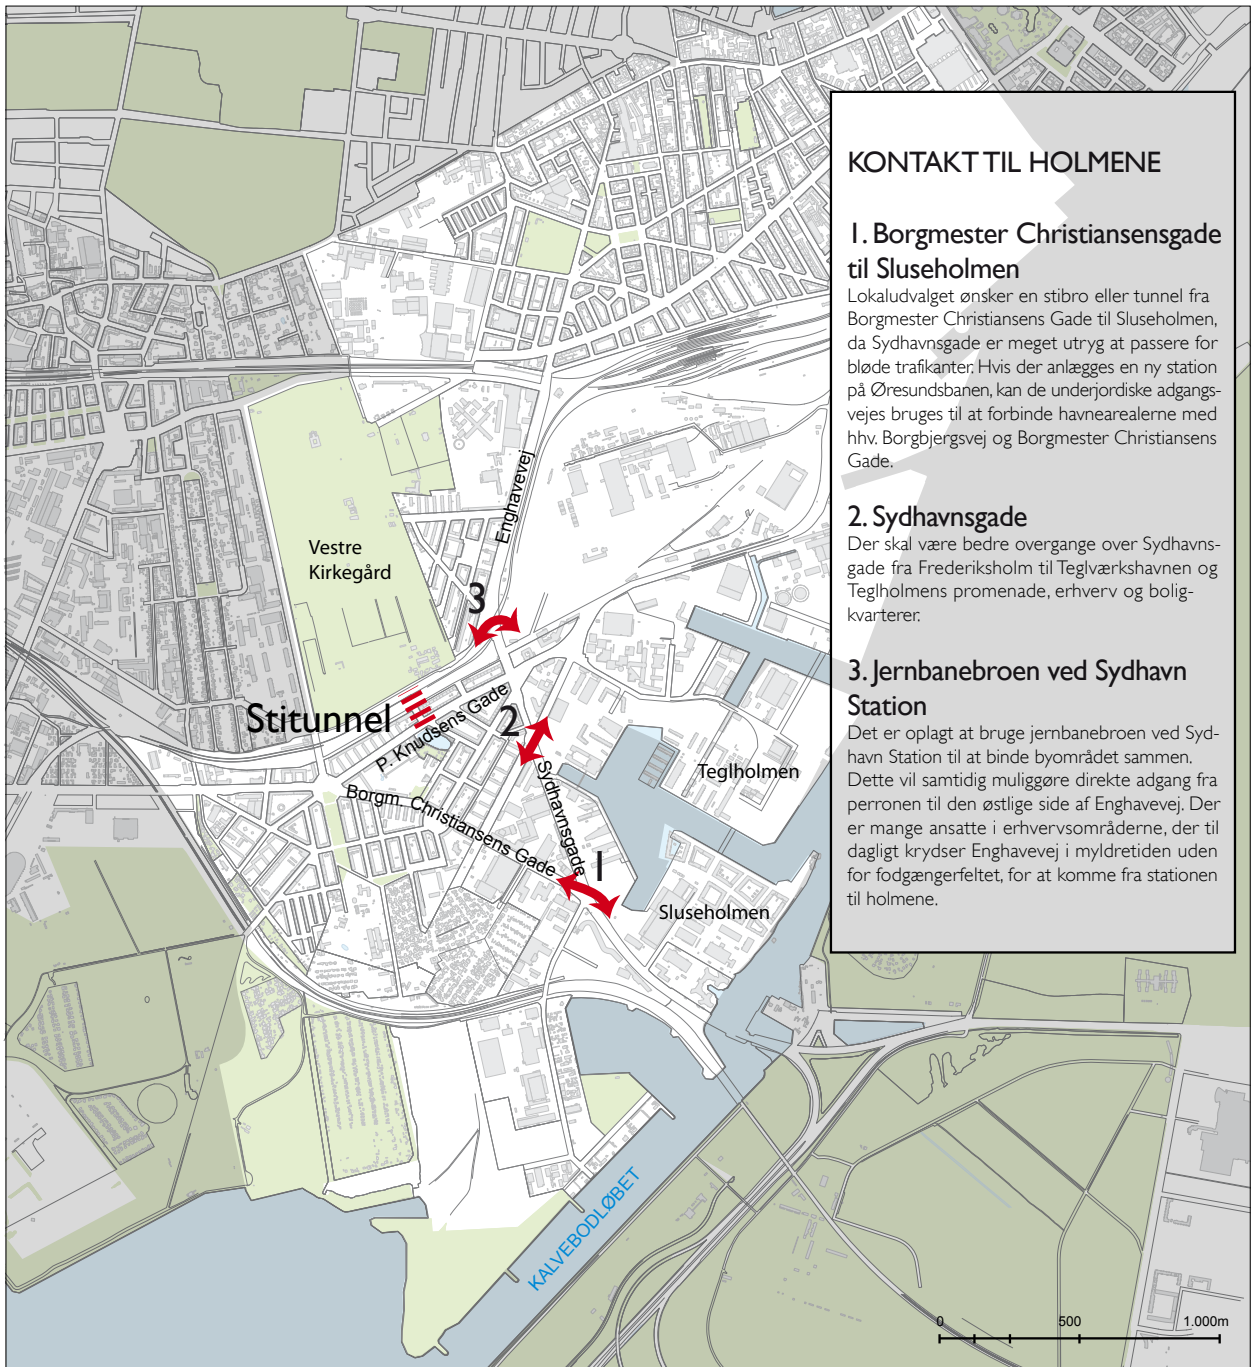 KONTAKT TIL HOLMENE
1. Borgmester Christiansensgade
til Sluseholmen
Lokaludvalget ønsker en stibro eller tunnel fra
Borgmester Christiansens Gade til Sluseholmen,
da Sydhavnsgade er meget utryg at passere for
bløde trafikanter. Hvis der anlægges en ny station
på Øresundsbanen, kan de underjordiske adgangs-
vejes bruges til at forbinde havnearealerne med
hhv. Borgbjergsvej og Borgmester Christiansens
Gade.
2. Sydhavnsgade
Der skal være bedre overgange over Sydhavns-
gade fra Frederiksholm til Teglværkshavnen og
Teglholmens promenade, erhverv og bolig-
kvarterer.
3. Jernbanebroen ved Sydhavn
Station
Det er oplagt at bruge jernbanebroen ved Syd-
havn Station til at binde byområdet sammen.
Dette vil samtidig muliggøre direkte adgang fra
perronen til den østlige side af Enghavevej. Der
er mange ansatte i erhvervsområderne, der til
dagligt krydser Enghavevej i myldretiden uden
for fodgængerfeltet, for at komme fra stationen
til holmene.
Enghavevej
Vestre
Kirkegård
3
Stitunnel
P. Knudsens Gade
2
Teglholmen
Sydhavnsgade
Borgm. Christiansens Gade
1
Sluseholmen
KALVEBODLØBET
0 500 1.000m